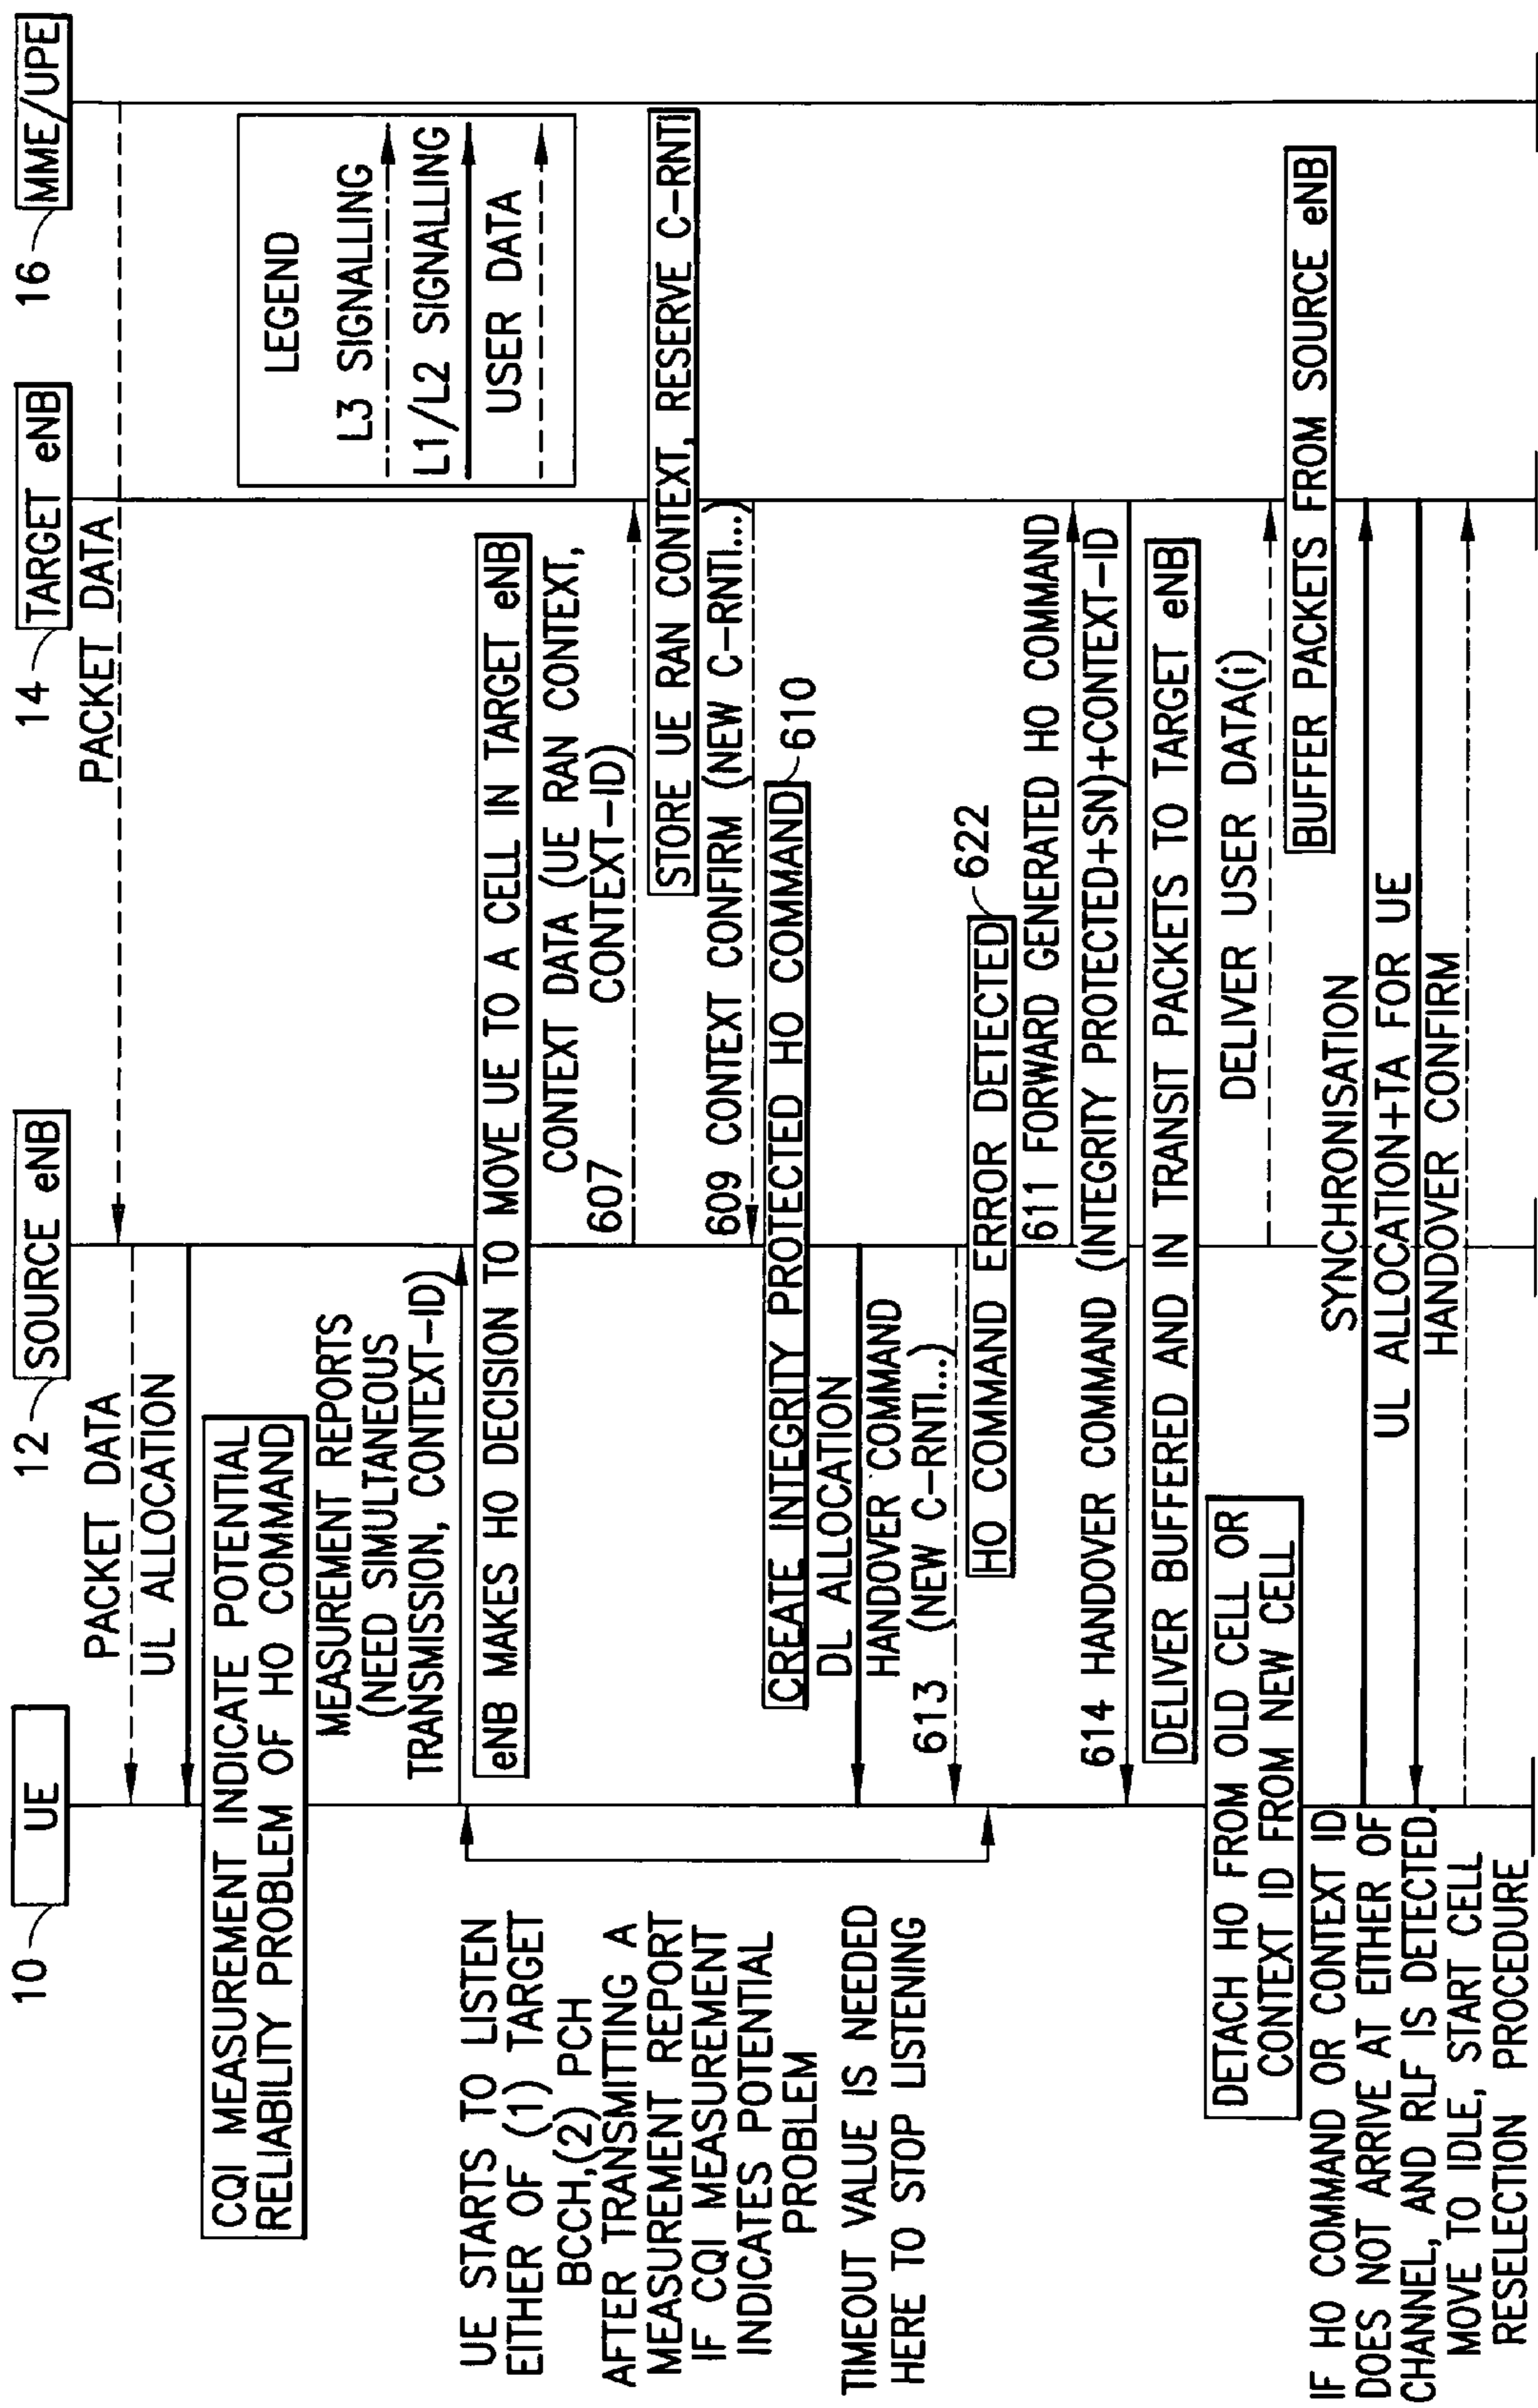 10
UE
12
SOURCE eNB
14
TARGET eNB
16
MME/UPE
PACKET DATA
PACKET DATA
UL ALLOCATION
CQI MEASUREMENT INDICATE POTENTIAL
RELIABILITY PROBLEM OF HO COMMAND
LEGEND
L3 SIGNALLING
L1/L2 SIGNALLING
USER DATA
MEASUREMENT REPORTS
(NEED SIMULTANEOUS
TRANSMISSION, CONTEXT-ID)
UE STARTS TO LISTEN
EITHER OF (1) TARGET
BCCH,(2) PCH
AFTER TRANSMITTING A
MEASUREMENT REPORT
IF CQI MEASUREMENT
INDICATES POTENTIAL
PROBLEM
eNB MAKES HO DECISION TO MOVE UE TO A CELL IN TARGET eNB
CONTEXT DATA (UE RAN CONTEXT,
607 CONTEXT-ID)
STORE UE RAN CONTEXT, RESERVE C-RNTI
609 CONTEXT CONFIRM (NEW C-RNTI...)
CREATE INTEGRITY PROTECTED HO COMMAND
610
DL ALLOCATION
TIMEOUT VALUE IS NEEDED
HERE TO STOP LISTENING
HANDOVER COMMAND
613 (NEW C-RNTI...)
HO COMMAND ERROR DETECTED
622
611 FORWARD GENERATED HO COMMAND
614 HANDOVER COMMAND (INTEGRITY PROTECTED+SN)+CONTEXT-ID
DELIVER BUFFERED AND IN TRANSIT PACKETS TO TARGET eNB
DETACH HO FROM OLD CELL OR
CONTEXT ID FROM NEW CELL
DELIVER USER DATA(i)
BUFFER PACKETS FROM SOURCE eNB
IF HO COMMAND OR CONTEXT ID
DOES NOT ARRIVE AT EITHER OF
CHANNEL, AND RLF IS DETECTED.
MOVE TO IDLE, START CELL
RESELECTION PROCEDURE
SYNCHRONISATION
UL ALLOCATION+TA FOR UE
HANDOVER CONFIRM